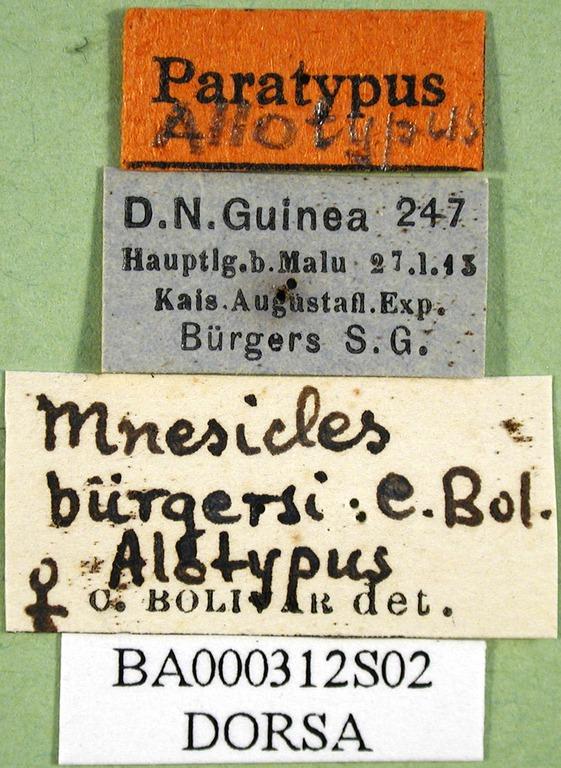 Paratypus
Allotypus
D.N.Guinea 247
Hauptlg.b.Malu 27.1.13
Kais.Augustafl.Exp.
Bürgers S.G.
Mnesicles
bürgersi : C. Bol.
Alotypus
♀ C. BOLIVAR det.
BA000312S02
DORSA